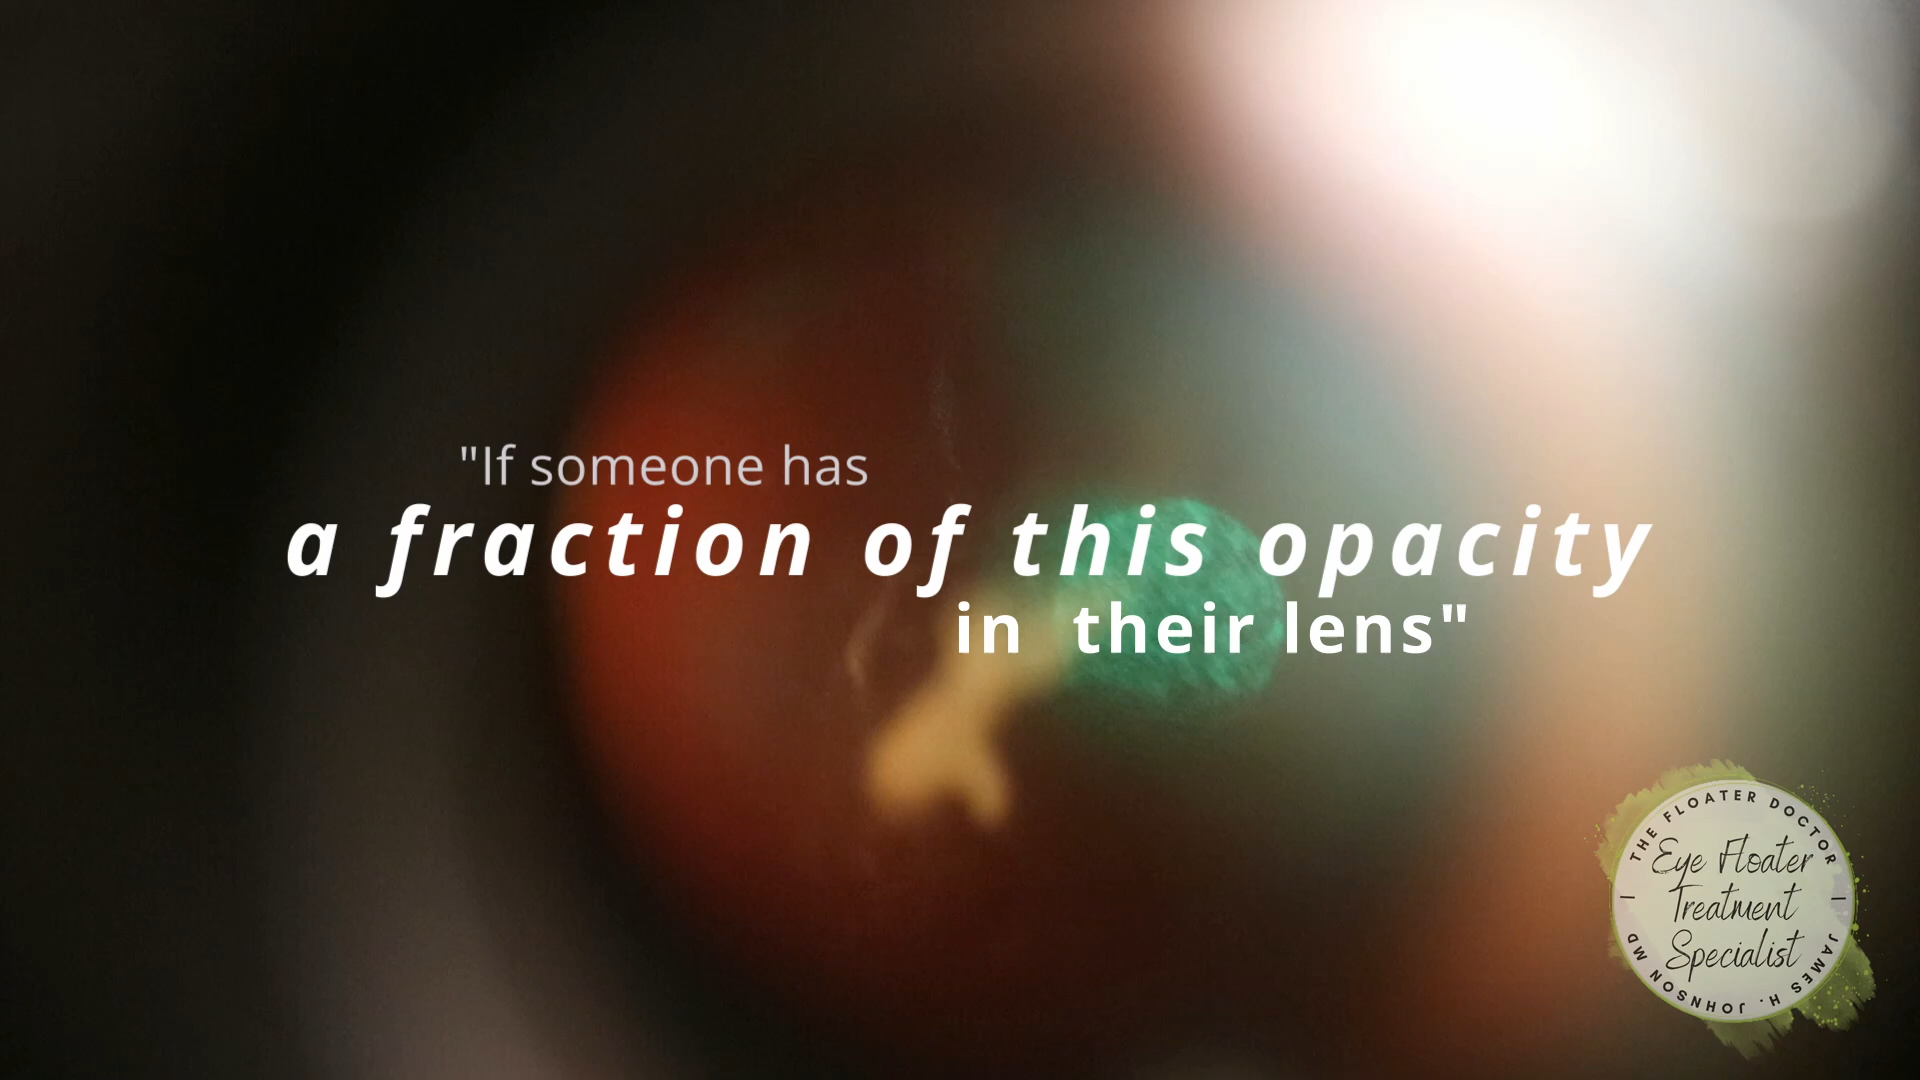 "If someone has
a fraction of this opacity
in their lens"
THE FLOATER DOCTOR
Eye Floater
Treatment
Specialist
JAMES H. JOHNSON MD